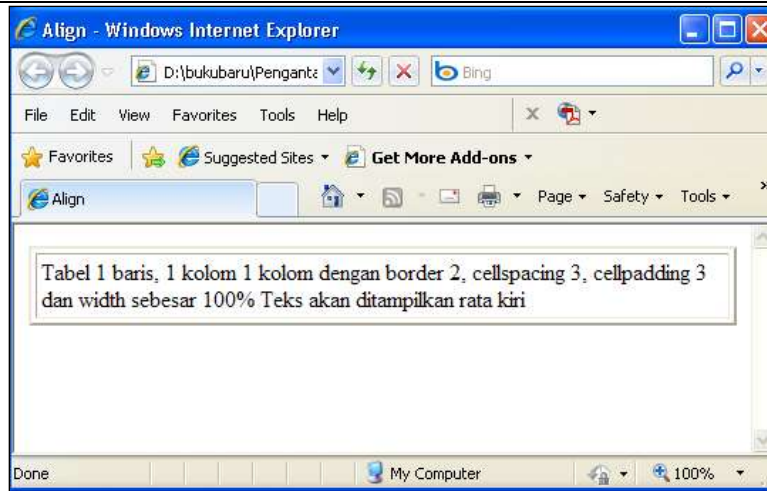 Align - Windows Internet Explorer
D:\bukubaru\Penganta
Bing
File Edit View Favorites Tools Help
Favorites Suggested Sites Get More Add-ons
Align Page Safety Tools »
Tabel 1 baris, 1 kolom 1 kolom dengan border 2, cellspacing 3, cellpadding 3
dan width sebesar 100% Teks akan ditampilkan rata kiri
Done My Computer 100%